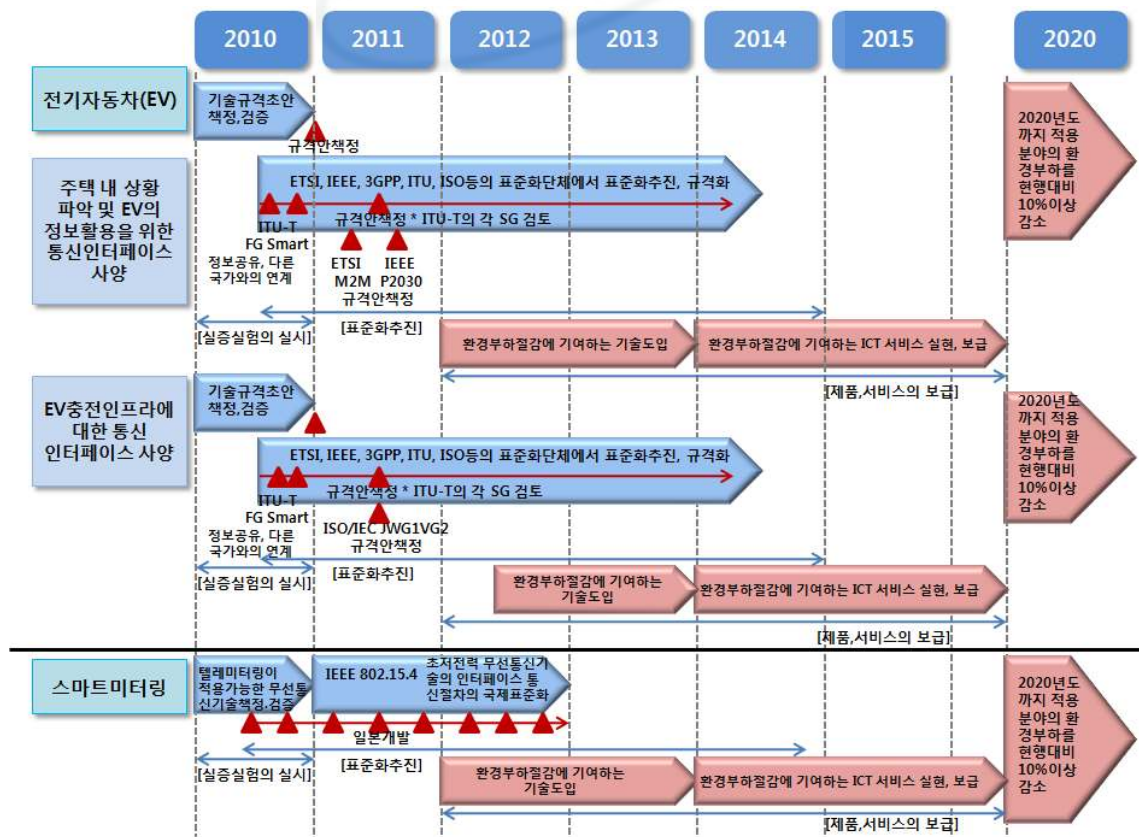 2010
2011
2012
2013
2014
2015
2020
전기자동차(EV)
기술규격초안
책정,검증
규격안책정
2020년도
까지 적용
분야의 환
경부하를
현행대비
10%이상
감소
주택 내 상황
파악 및 EV의
정보활용을 위한
통신인터페이스
사양
ETSI, IEEE, 3GPP, ITU, ISO등의 표준화단체에서 표준화추진, 규격화
규격안책정 * ITU-T의 각 SG 검토
ITU-T
FG Smart
정보공유, 다른
국가와의 연계
ETSI
M2M
IEEE
P2030
규격안책정
[실증실험의 실시]
[표준화추진]
환경부하절감에 기여하는 기술도입
환경부하절감에 기여하는 ICT 서비스 실현, 보급
[제품,서비스의 보급]
EV충전인프라에
대한 통신
인터페이스 사양
기술규격초안
책정,검증
2020년도
까지 적용
분야의 환
경부하를
현행대비
10%이상
감소
ETSI, IEEE, 3GPP, ITU, ISO등의 표준화단체에서 표준화추진, 규격화
규격안책정 * ITU-T의 각 SG 검토
ITU-T
FG Smart
정보공유, 다른
국가와의 연계
ISO/IEC JWG1VG2
규격안책정
[실증실험의 실시]
[표준화추진]
환경부하절감에 기여하는
기술도입
환경부하절감에 기여하는 ICT 서비스 실현, 보급
[제품,서비스의 보급]
스마트미터링
텔레미터링이
적용가능한 무선통
신기술책정,검증
IEEE 802.15.4
초저전력 무선통신기
술의 인터페이스 통
신절차의 국제표준화
일본개발
2020년도
까지 적용
분야의 환
경부하를
현행대비
10%이상
감소
[실증실험의 실시]
[표준화추진]
환경부하절감에 기여하는
기술도입
환경부하절감에 기여하는 ICT 서비스 실현, 보급
[제품,서비스의 보급]